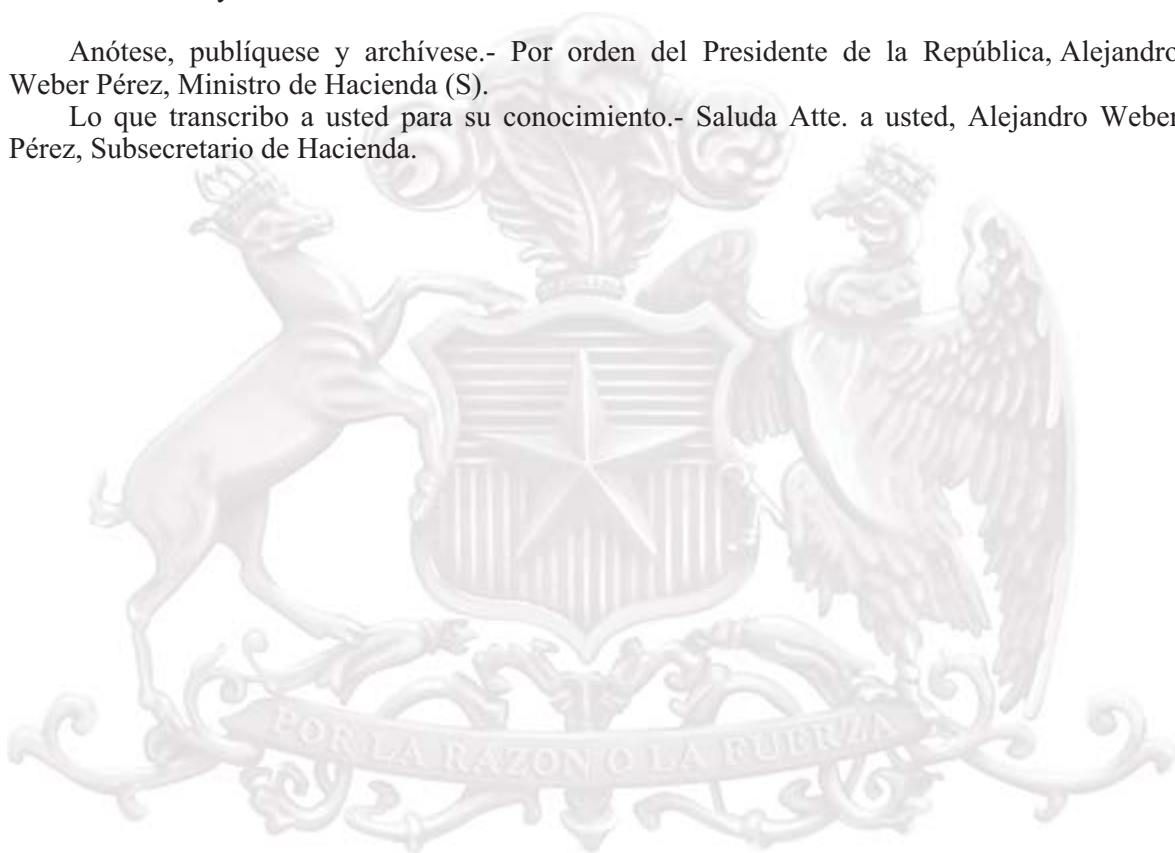 Anótese, publíquese y archívese.- Por orden del Presidente de la República, Alejandro
Weber Pérez, Ministro de Hacienda (S).
Lo que transcribo a usted para su conocimiento.- Saluda Atte. a usted, Alejandro Weber
Pérez, Subsecretario de Hacienda.
POR LA RAZON O LA FUERZA